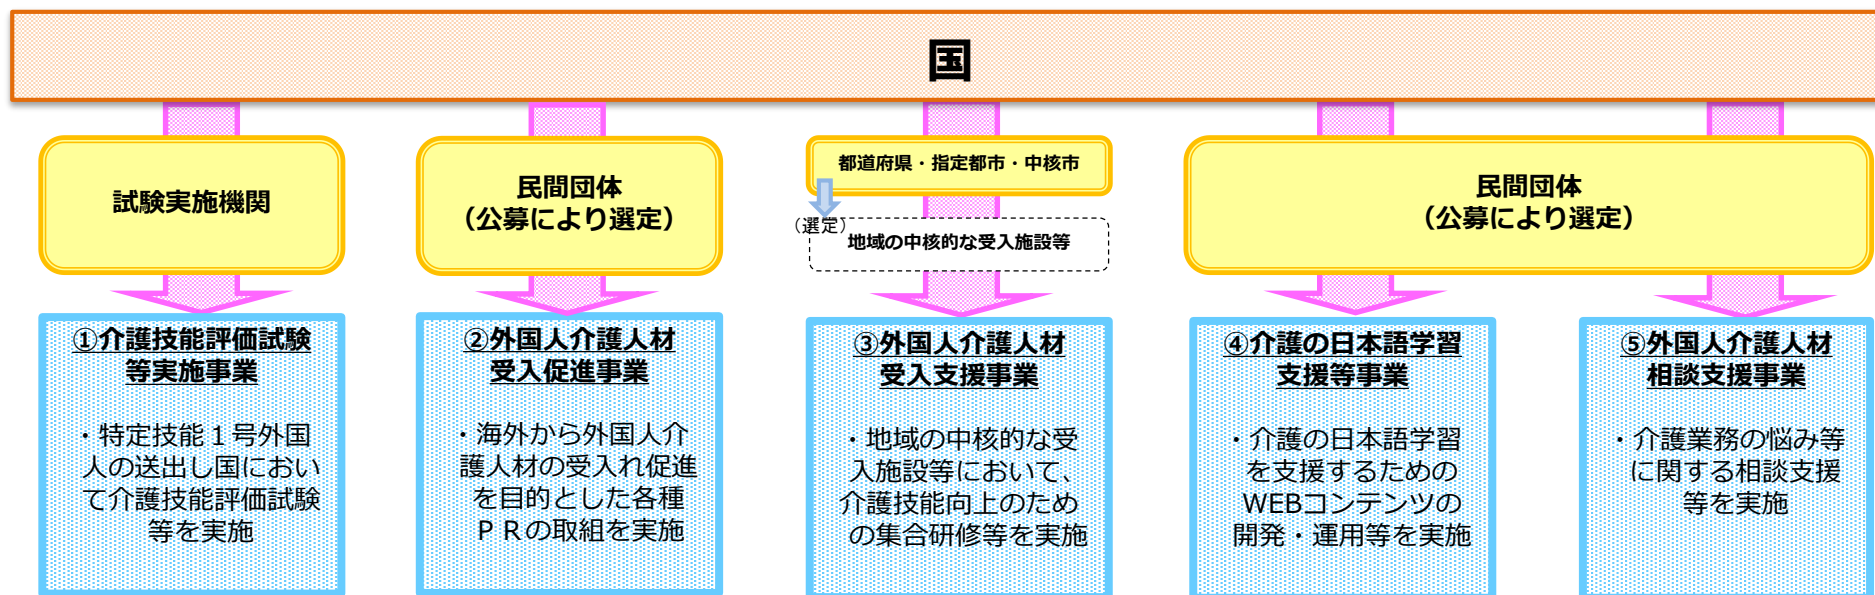 国
試験実施機関
民間団体
（公募により選定）
都道府県・指定都市・中核市
（選定）
地域の中核的な受入施設等
民間団体
（公募により選定）
①介護技能評価試験
等実施事業
・特定技能１号外国
人の送出し国におい
て介護技能評価試験
等を実施
②外国人介護人材
受入促進事業
・海外から外国人介
護人材の受入れ促進
を目的とした各種
ＰＲの取組を実施
③外国人介護人材
受入支援事業
・地域の中核的な受
入施設等において、
介護技能向上のため
の集合研修等を実施
④介護の日本語学習
支援等事業
・介護の日本語学習
を支援するための
WEBコンテンツの
開発・運用等を実施
⑤外国人介護人材
相談支援事業
・介護業務の悩み等
に関する相談支援
等を実施